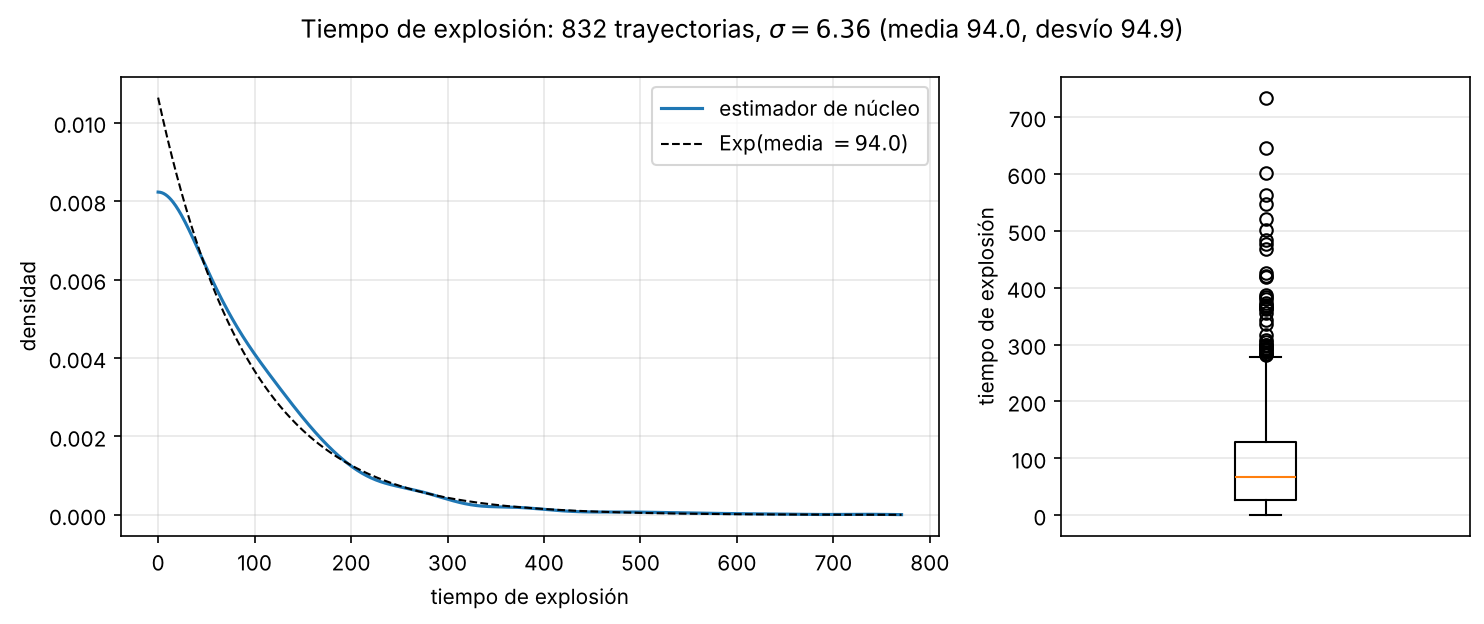 Tiempo de explosión: 832 trayectorias, σ = 6.36 (media 94.0, desvío 94.9)
densidad
0.010
0.008
0.006
0.004
0.002
0.000
estimador de núcleo
Exp(media = 94.0)
0 100 200 300 400 500 600 700 800
tiempo de explosión
tiempo de explosión
700
600
500
400
300
200
100
0